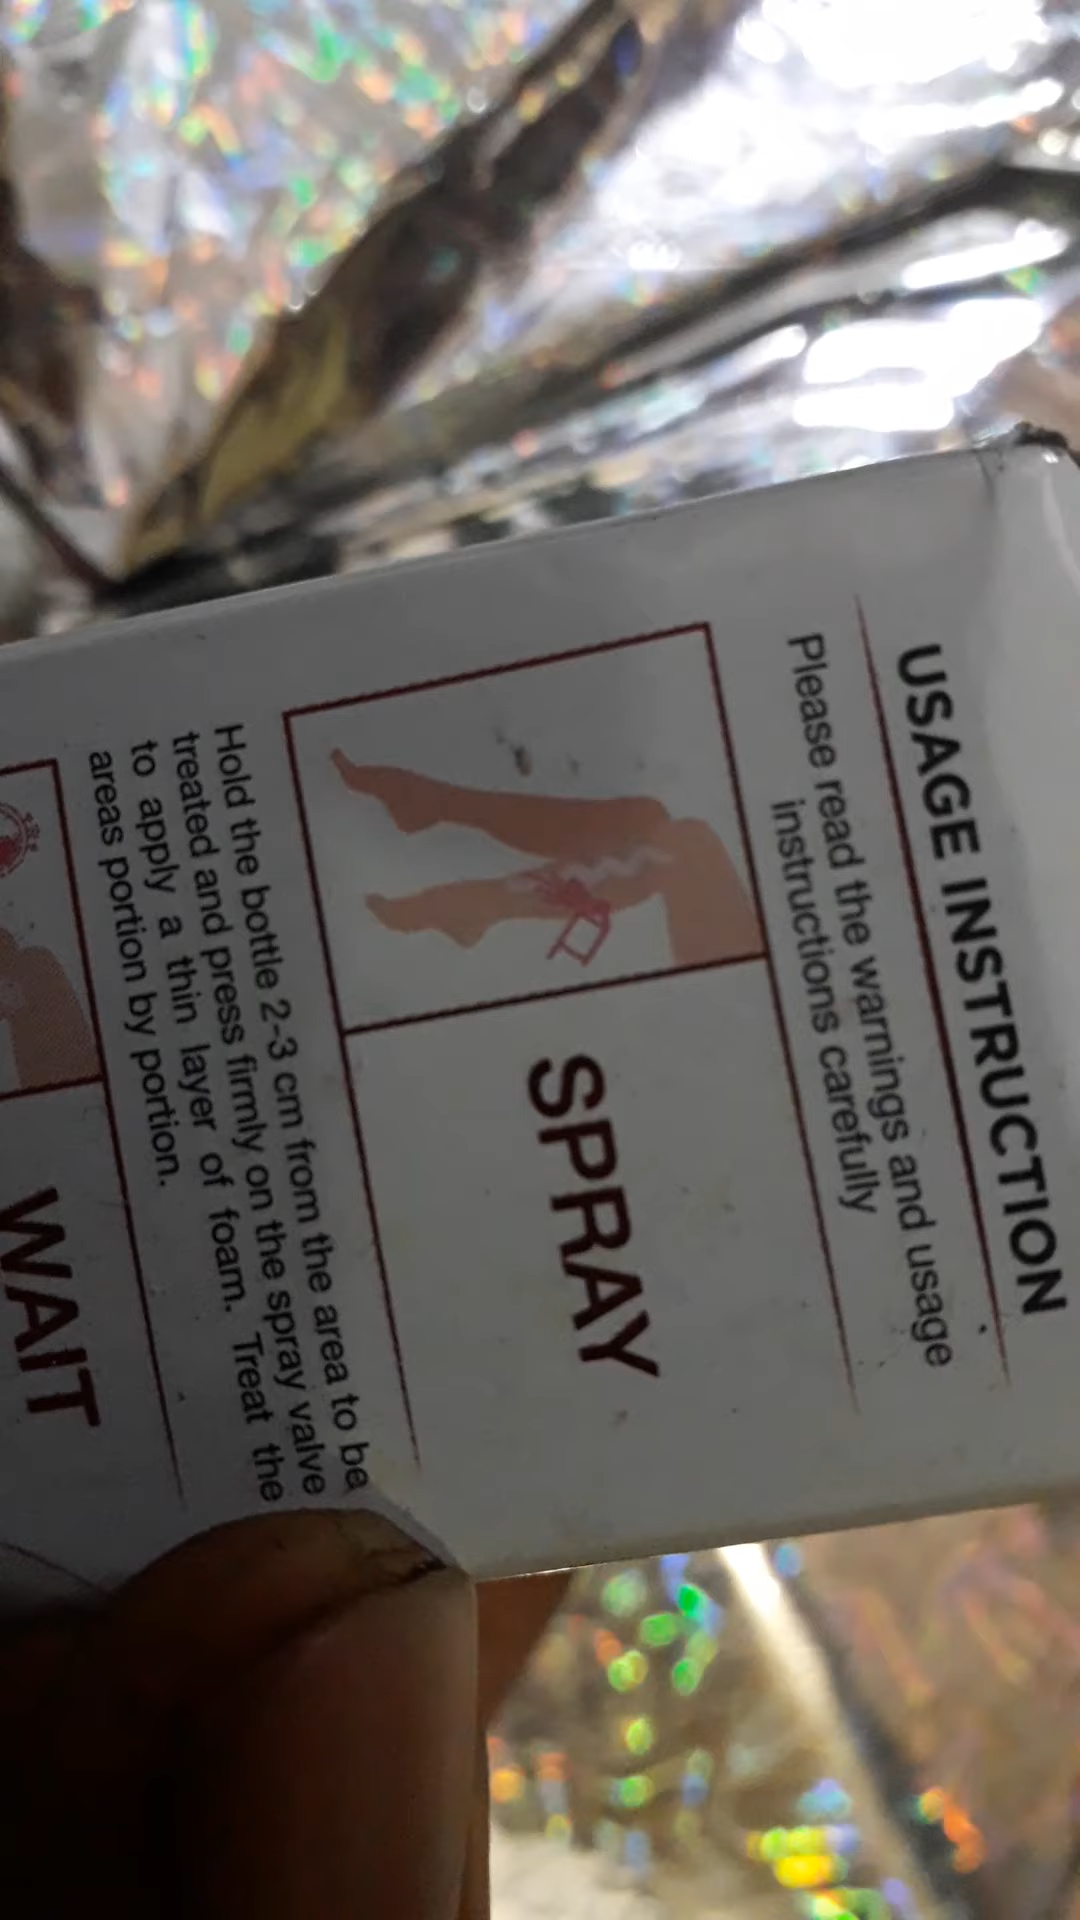 USAGE INSTRUCTION
Please read the warnings and usage
instructions carefully
SPRAY
Hold the bottle 2-3 cm from the area to be
treated and press firmly on the spray valve
to apply a thin layer of foam. Treat the
areas portion by portion.
WAIT